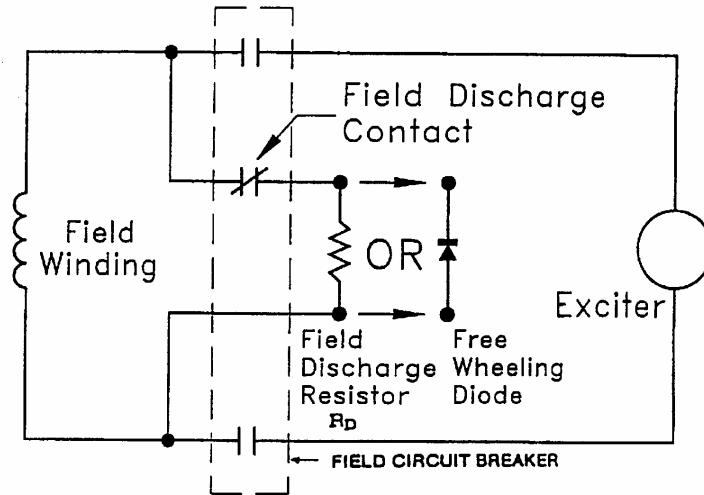 Field Discharge
Contact
Field
Winding
OR
Exciter
Field
Discharge
Resistor
RD
Free
Wheeling
Diode
FIELD CIRCUIT BREAKER